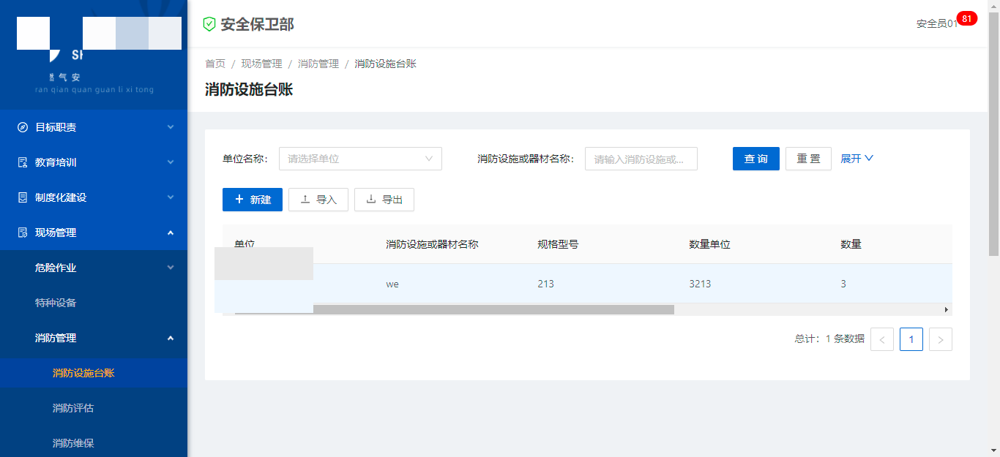 安全保卫部
安全员01
81
气安
ran qian quan guan li xi tong
目标职责
教育培训
制度化建设
现场管理
危险作业
特种设备
消防管理
消防设施台账
消防评估
消防维保
首页 / 现场管理 / 消防管理 / 消防设施台账
消防设施台账
单位名称: 请选择单位 消防设施或器材名称: 请输入消防设施或... 查 询 重 置 展开
新建 导入 导出
单位 消防设施或器材名称 规格型号 数量单位 数量
we 213 3213 3
总计: 1 条数据 < 1 >